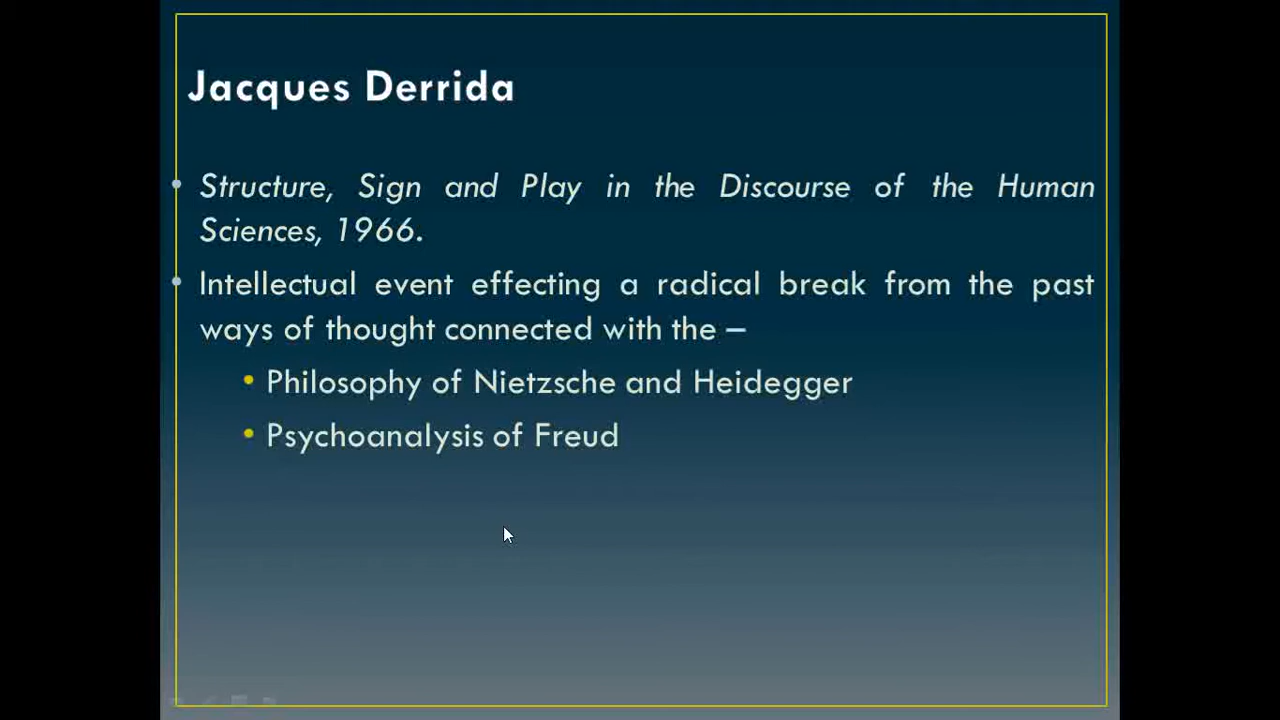 Jacques Derrida
• Structure, Sign and Play in the Discourse of the Human
Sciences, 1966.
• Intellectual event effecting a radical break from the past
ways of thought connected with the –
• Philosophy of Nietzsche and Heidegger
• Psychoanalysis of Freud